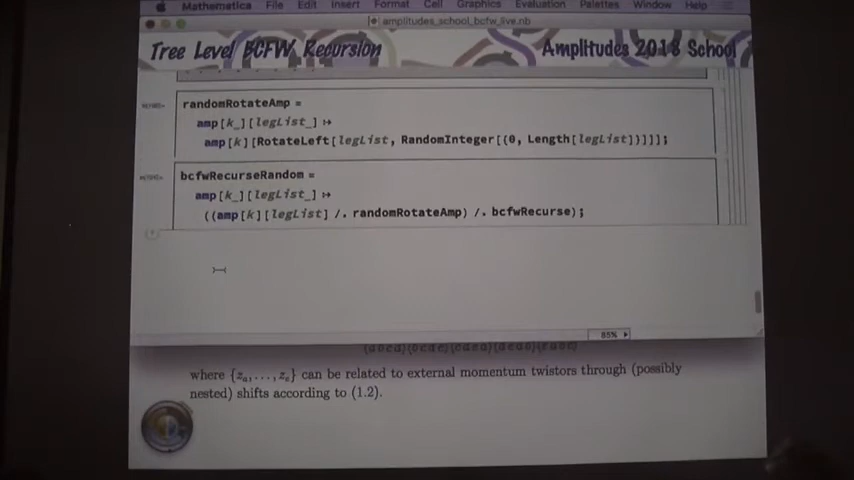 Mathematica File Edit Insert Format Cell Graphics Evaluation Palettes Window Help
amplitudes_school_bcfw_live.nb
Tree Level BCFW Recursion Amplitudes 2018 School
randomRotateAmp =
amp[k_][legList_] ↦
amp[k][RotateLeft[legList, RandomInteger[{0, Length[legList]}]]];
bcfwRecurseRandom =
amp[k_][legList_] ↦
((amp[k][legList] /. randomRotateAmp) /. bcfwRecurse);
85%
where {z_a, …, z_e} can be related to external momentum twistors through (possibly
nested) shifts according to (1.2).